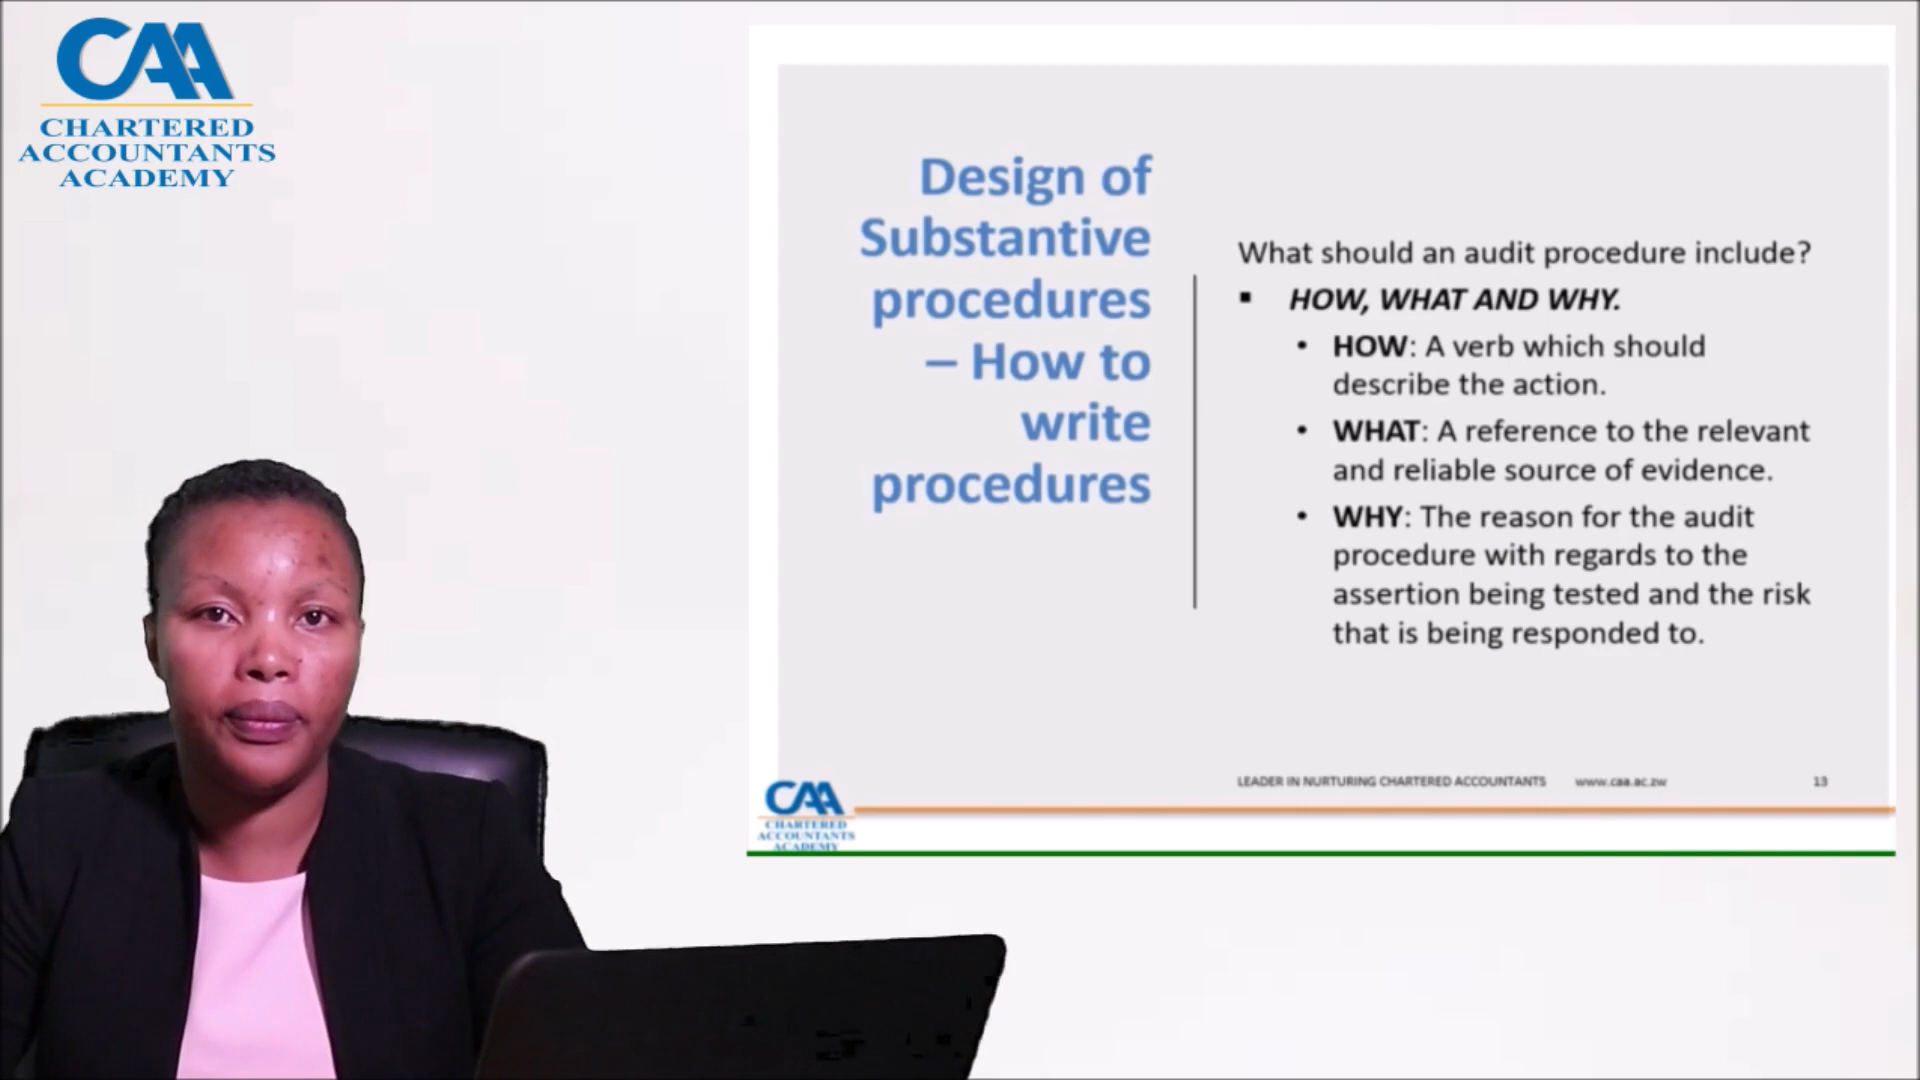 CAA
CHARTERED
ACCOUNTANTS
ACADEMY
Design of
Substantive
procedures
– How to
write
procedures
What should an audit procedure include?
▪ HOW, WHAT AND WHY.
• HOW: A verb which should
describe the action.
• WHAT: A reference to the relevant
and reliable source of evidence.
• WHY: The reason for the audit
procedure with regards to the
assertion being tested and the risk
that is being responded to.
LEADER IN NURTURING CHARTERED ACCOUNTANTS www.caa.ac.zw 13
CAA
CHARTERED
ACCOUNTANTS
ACADEMY